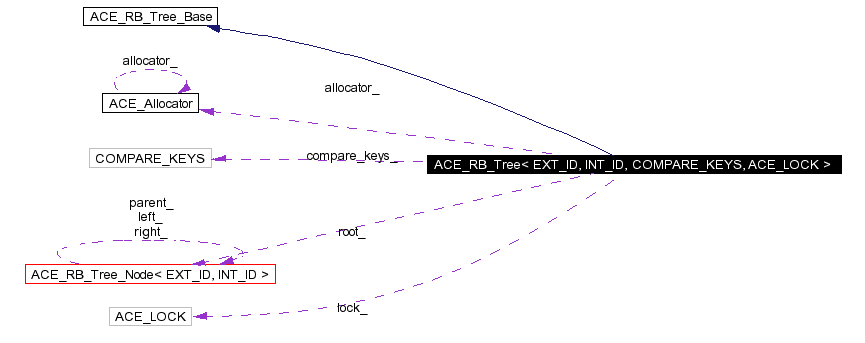 ACE_RB_Tree_Base
allocator_
allocator_
ACE_Allocator
COMPARE_KEYS
compare_keys_
ACE_RB_Tree< EXT_ID, INT_ID, COMPARE_KEYS, ACE_LOCK >
parent_
left_
right_
root_
ACE_RB_Tree_Node< EXT_ID, INT_ID >
lock_
ACE_LOCK